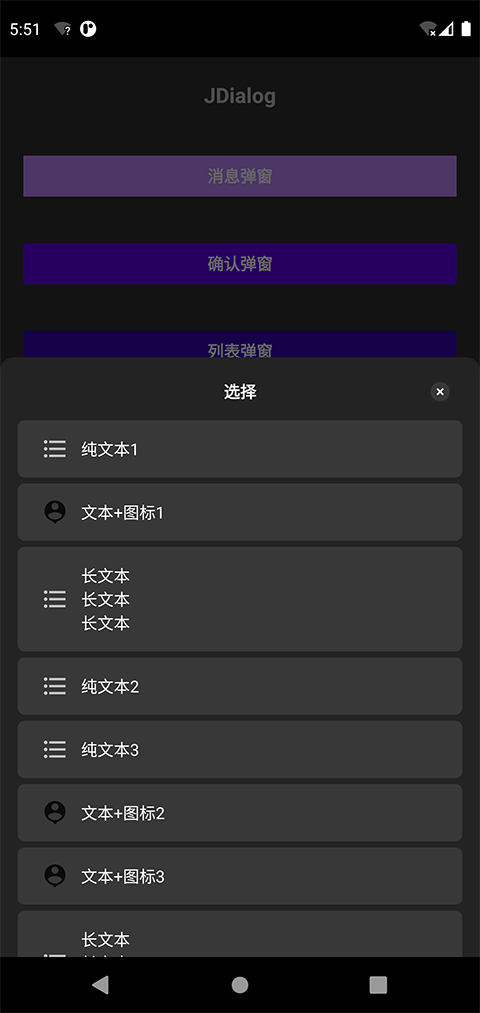 5:51
JDialog
消息弹窗
确认弹窗
列表弹窗
选择
纯文本1
文本+图标1
长文本
长文本
长文本
纯文本2
纯文本3
文本+图标2
文本+图标3
长文本